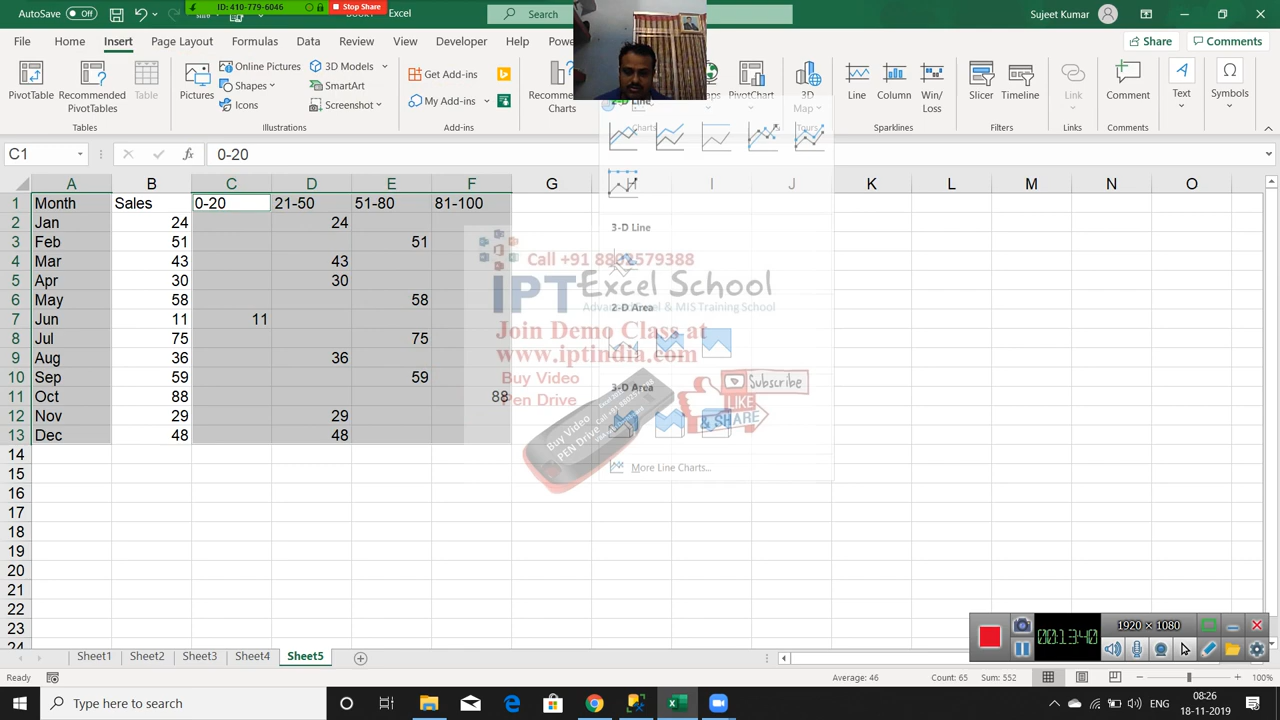 ID: 410-779-6046
Stop Share
Book1 - Excel
Search
Sujeet Kumar
File
Home
Insert
Page Layout
Formulas
Data
Review
View
Developer
Help
Share
Comments
PivotTable
Recommended PivotTables
Table
Tables
Pictures
Online Pictures
Shapes
Icons
3D Models
SmartArt
Screenshot
Illustrations
Get Add-ins
My Add-ins
Add-ins
Recommended Charts
Charts
PivotChart
3D Map
Tours
Line
Column
Win/Loss
Sparklines
Slicer
Timeline
Filters
Link
Links
Comment
Comments
Text
Symbols
C1
fx
0-20
A B C D E F G H I J K L M N O
1 Month Sales 0-20 21-50 51-80 81-100
2 Jan 24 24
3 Feb 51 51
4 Mar 43 43
5 Apr 30 30
6 May 58 58
7 Jun 11 11
8 Jul 75 75
9 Aug 36 36
10 Sep 59 59
11 Oct 88 88
12 Nov 29 29
13 Dec 48 48
14
15
16
17
18
19
20
21
22
23
24
2-D Line
3-D Line
2-D Area
3-D Area
More Line Charts...
Call +91 8802579388
IPT Excel School
Advanced Excel & MIS Training School
Join Demo Class at
www.iptindia.com
Buy Video
Pen Drive
Buy Video
PEN Drive
Subscribe
LIKE
& SHARE
1920 × 1080
00:13:40
Sheet1
Sheet2
Sheet3
Sheet4
Sheet5
Average: 46
Count: 65
Sum: 552
100%
Type here to search
ENG
08:26
18-11-2019